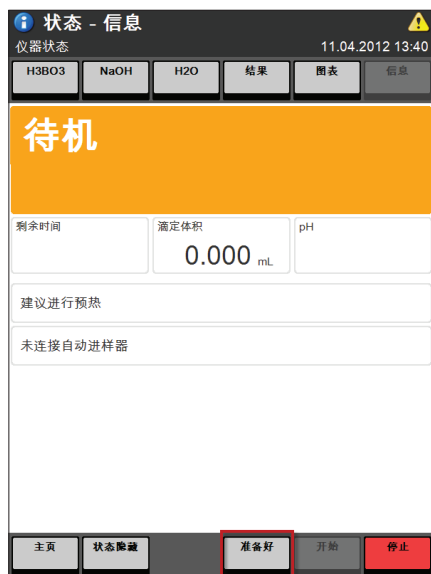 状态 - 信息
仪器状态 11.04.2012 13:40
H3BO3 NaOH H2O 结果 图表 信息
待机
剩余时间 滴定体积 pH
0.000 mL
建议进行预热
未连接自动进样器
主页 状态隐藏 准备好 开始 停止